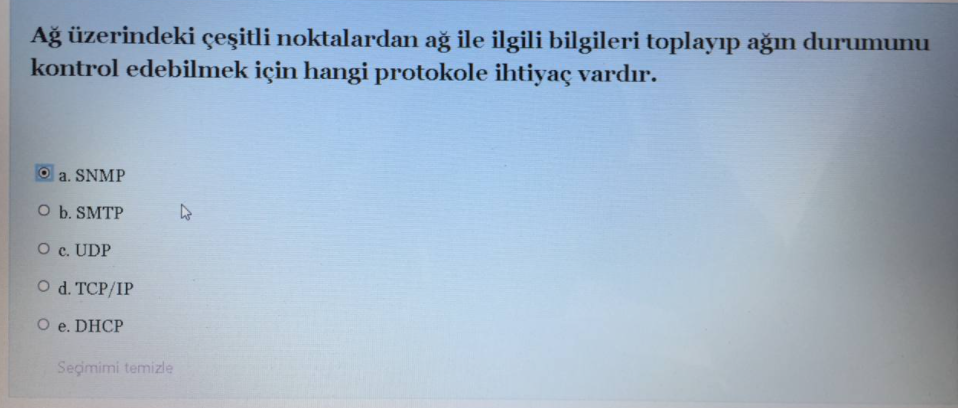 Ağ üzerindeki çeşitli noktalardan ağ ile ilgili bilgileri toplayıp ağın durumunu
kontrol edebilmek için hangi protokole ihtiyaç vardır.
a. SNMP
b. SMTP
c. UDP
d. TCP/IP
e. DHCP
Seçimimi temizle